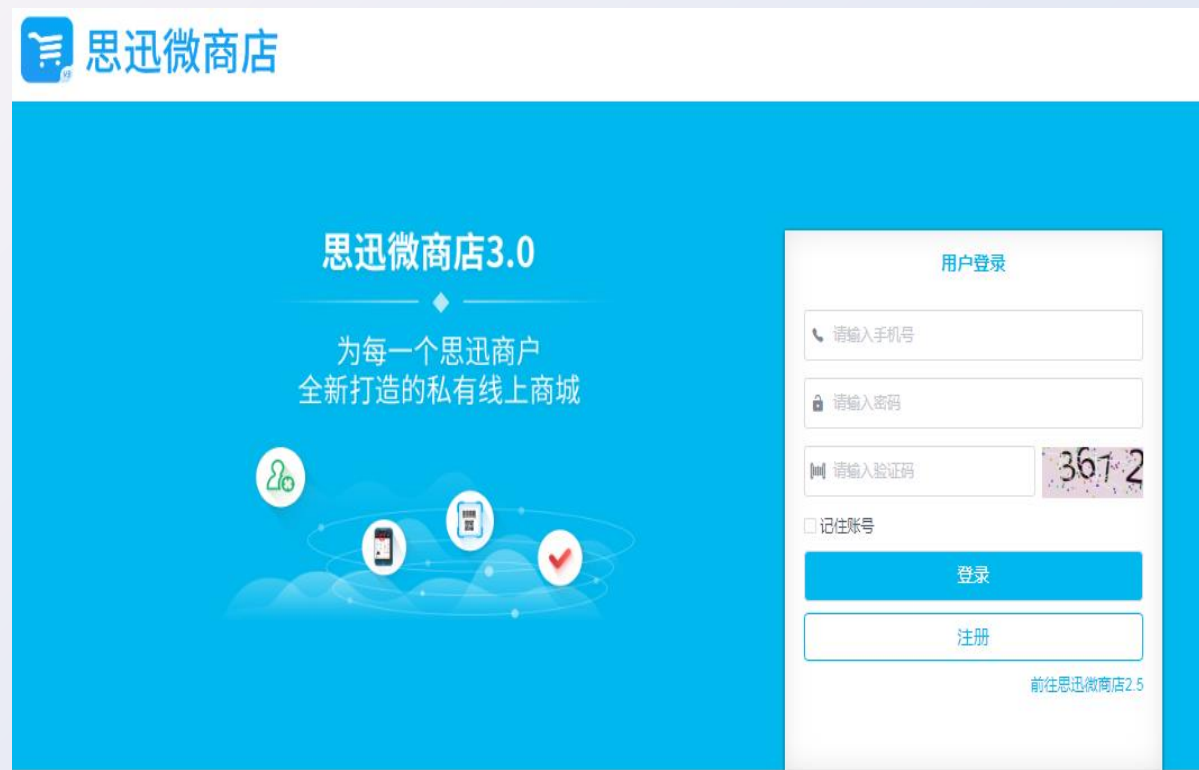 思迅微商店
思迅微商店3.0
为每一个思迅商户
全新打造的私有线上商城
用户登录
请输入手机号
请输入密码
请输入验证码
3672
记住账号
登录
注册
前往思迅微商店2.5